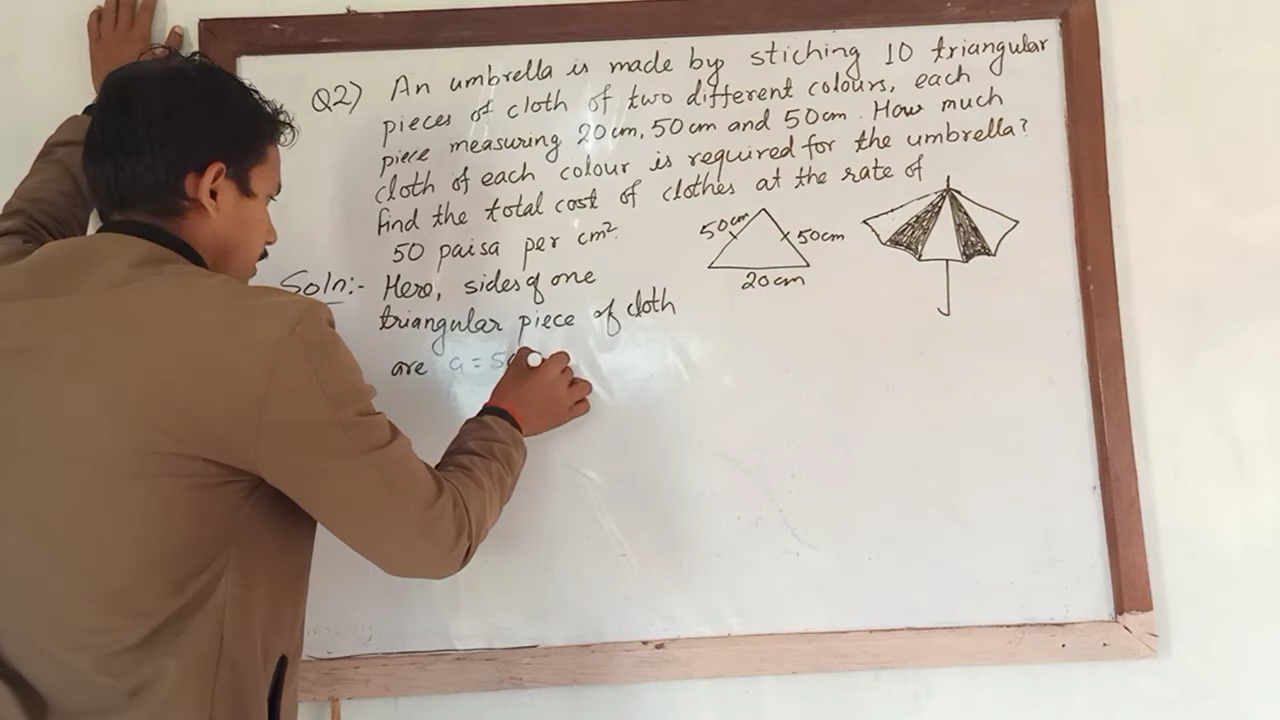 Q2) An umbrella is made by stiching 10 triangular
pieces of cloth of two different colours, each
piece measuring 20cm, 50cm and 50cm. How much
cloth of each colour is required for the umbrella?
Find the total cost of clothes at the rate of
50 paisa per cm².
50cm 50cm
20cm
Soln:- Here, sides of one
triangular piece of cloth
are a = 5